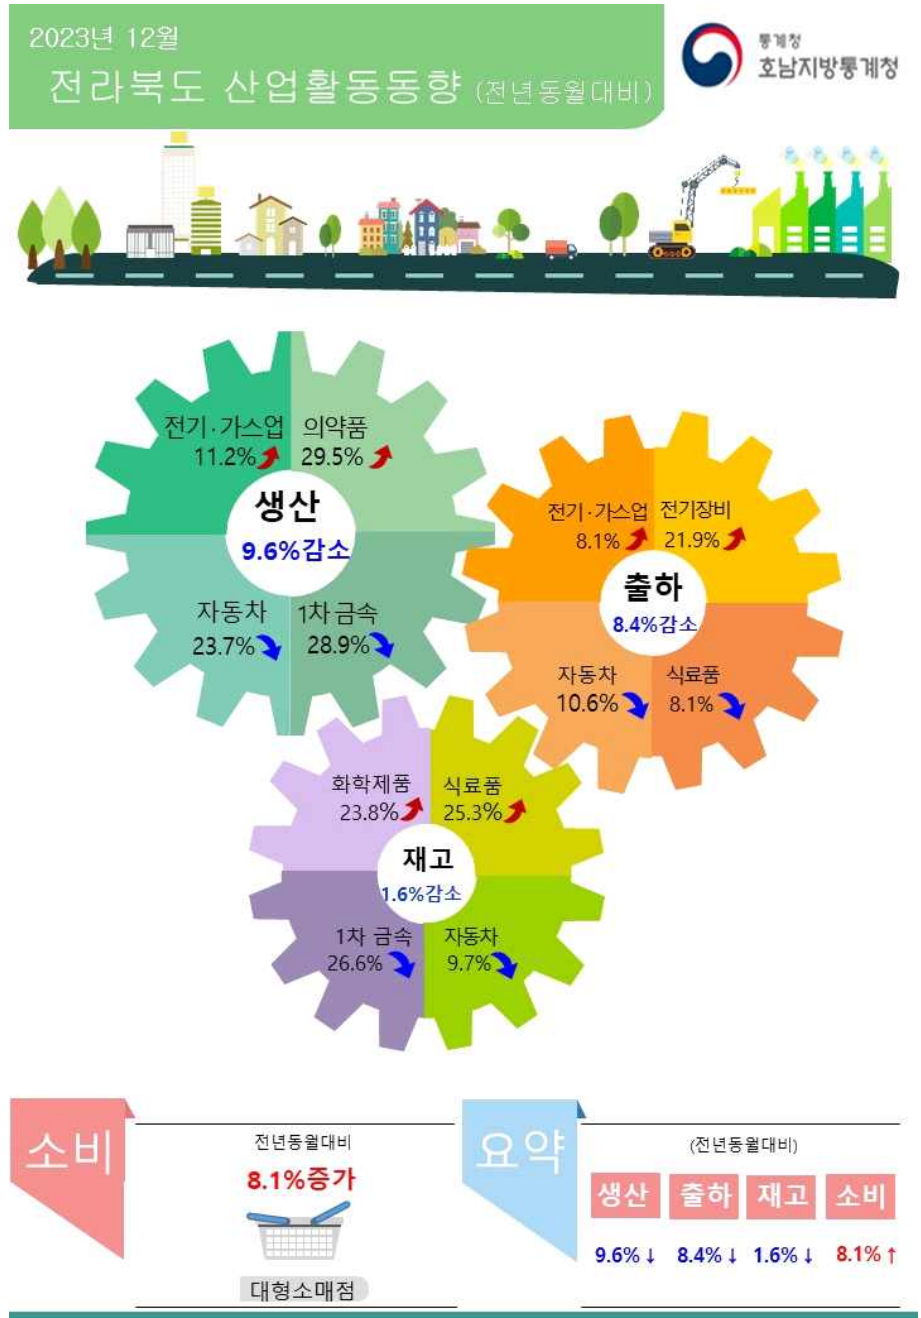 2023년 12월
전라북도 산업활동동향 (전년동월대비)
통계청
호남지방통계청
전기·가스업
11.2%
의약품
29.5%
생산
9.6%감소
자동차
23.7%
1차 금속
28.9%
전기·가스업
8.1%
전기장비
21.9%
출하
8.4%감소
자동차
10.6%
식료품
8.1%
화학제품
23.8%
식료품
25.3%
재고
1.6%감소
1차 금속
26.6%
자동차
9.7%
소비
전년동월대비
8.1%증가
대형소매점
요약
(전년동월대비)
생산 출하 재고 소비
9.6%↓ 8.4%↓ 1.6%↓ 8.1%↑